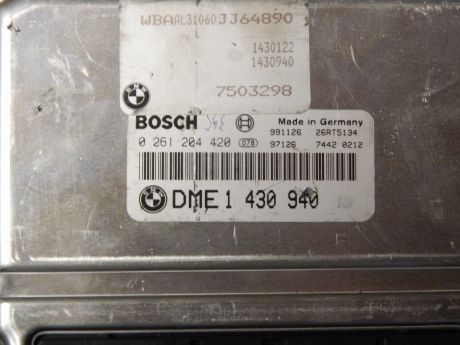 WBAAL31060JJ64890
1430122
1430940
7503298
BOSCH
Made in Germany
991126 26RT5134
0 261 204 420 078 97126 7442 0212
DME 1 430 940